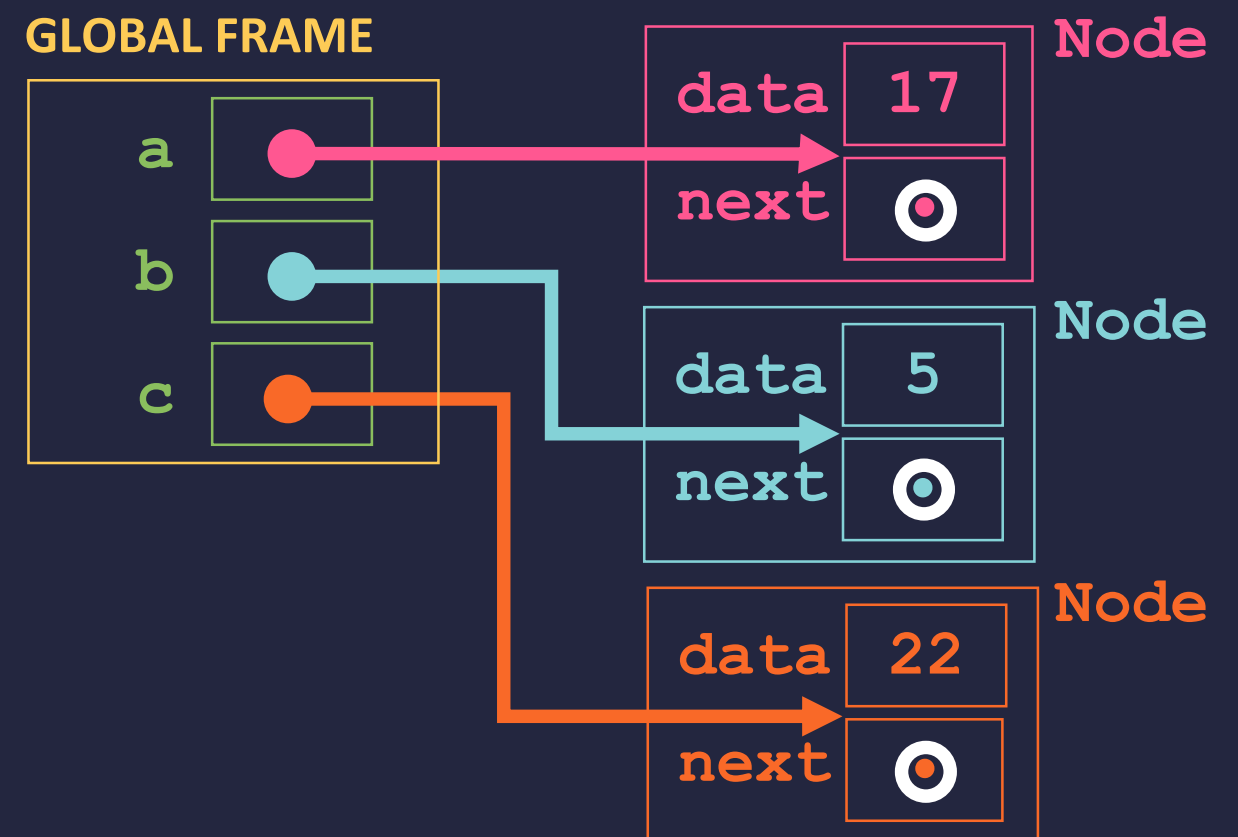 GLOBAL FRAME
a
b
c
Node
data 17
next
Node
data 5
next
Node
data 22
next